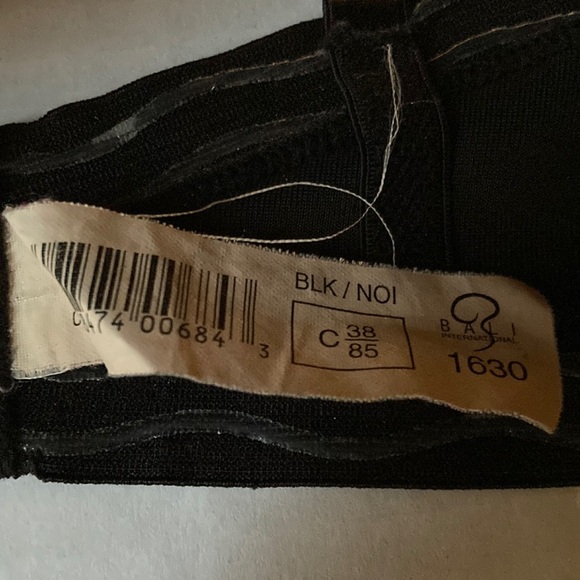 BLK / NOI
C 38
85
BALI
INTERNATIONAL
1630
74 00684 3